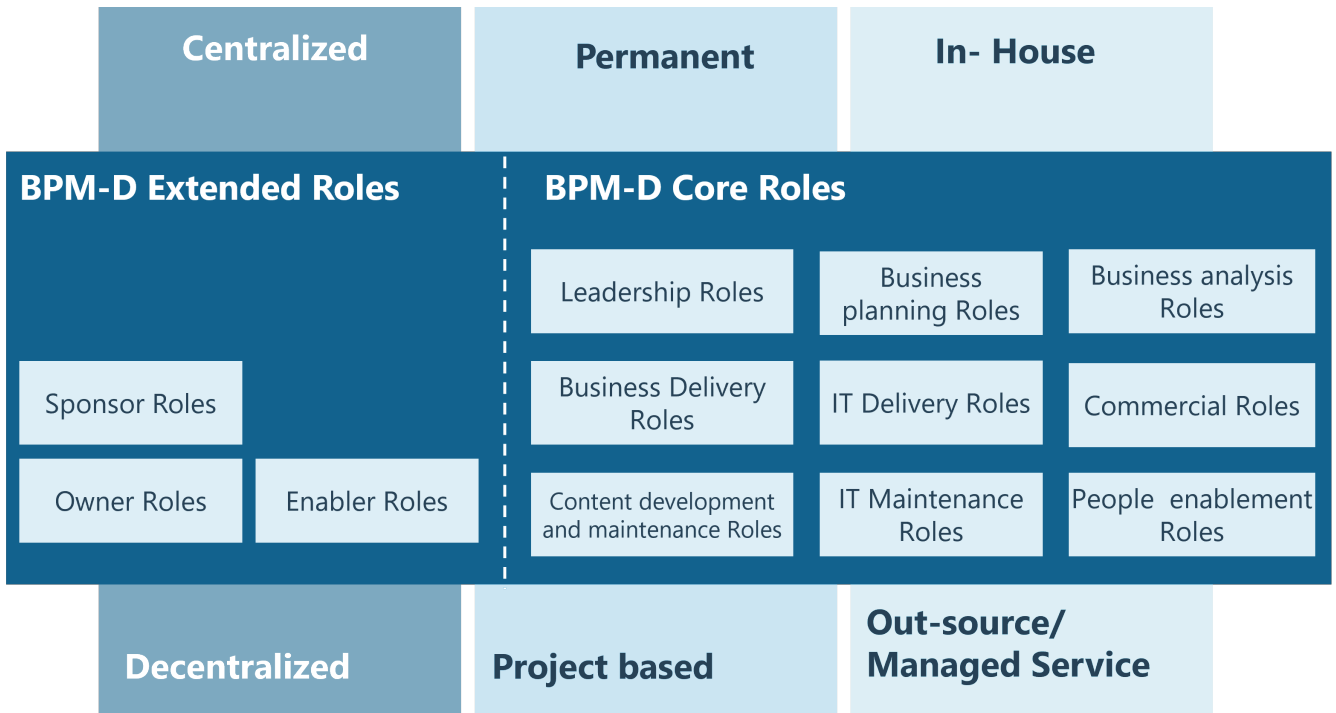 Centralized
Permanent
In- House
BPM-D Extended Roles
BPM-D Core Roles
Leadership Roles
Business
planning Roles
Business analysis
Roles
Sponsor Roles
Business Delivery
Roles
IT Delivery Roles
Commercial Roles
Owner Roles
Enabler Roles
Content development
and maintenance Roles
IT Maintenance
Roles
People  enablement
Roles
Decentralized
Project based
Out-source/
Managed Service